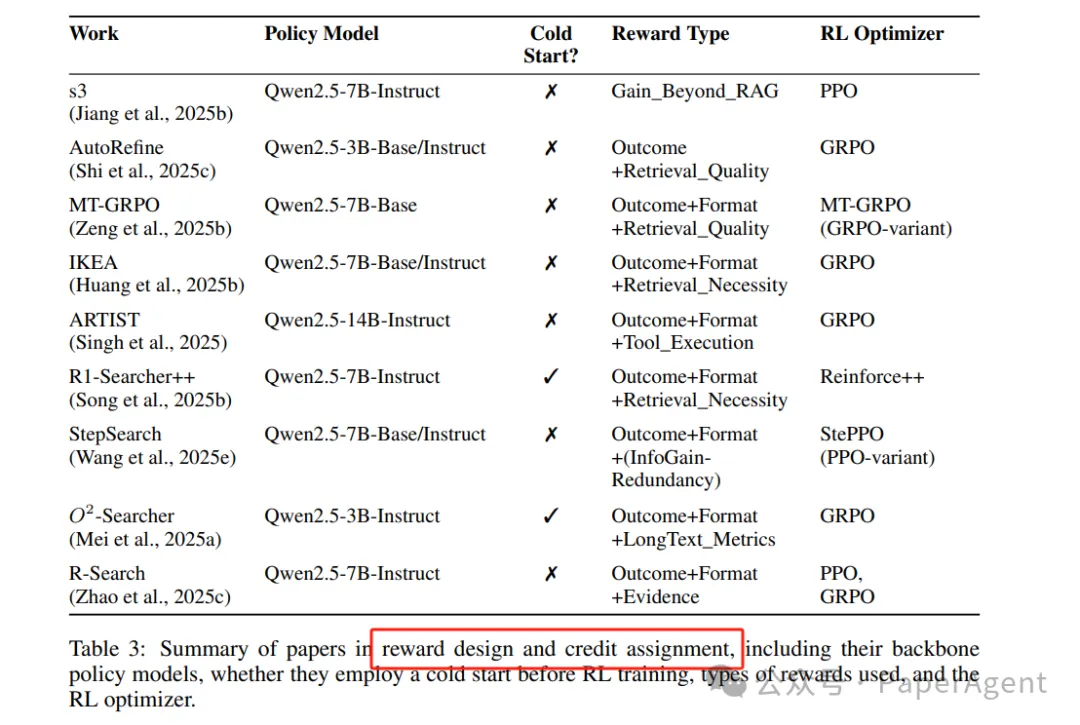 Work Policy Model Cold Start? Reward Type RL Optimizer
s3 Qwen2.5-7B-Instruct ✗ Gain_Beyond_RAG PPO
(Jiang et al., 2025b)
AutoRefine Qwen2.5-3B-Base/Instruct ✗ Outcome GRPO
(Shi et al., 2025c) +Retrieval_Quality
MT-GRPO Qwen2.5-7B-Base ✗ Outcome+Format MT-GRPO
(Zeng et al., 2025b) +Retrieval_Quality (GRPO-variant)
IKEA Qwen2.5-7B-Base/Instruct ✗ Outcome+Format GRPO
(Huang et al., 2025b) +Retrieval_Necessity
ARTIST Qwen2.5-14B-Instruct ✗ Outcome+Format GRPO
(Singh et al., 2025) +Tool_Execution
R1-Searcher++ Qwen2.5-7B-Instruct ✓ Outcome+Format Reinforce++
(Song et al., 2025b) +Retrieval_Necessity
StepSearch Qwen2.5-7B-Base/Instruct ✗ Outcome+Format StePPO
(Wang et al., 2025e) +(InfoGain- (PPO-variant)
Redundancy)
O²-Searcher Qwen2.5-3B-Instruct ✓ Outcome+Format GRPO
(Mei et al., 2025a) +LongText_Metrics
R-Search Qwen2.5-7B-Instruct ✗ Outcome+Format PPO,
(Zhao et al., 2025c) +Evidence GRPO
Table 3: Summary of papers in reward design and credit assignment, including their backbone
policy models, whether they employ a cold start before RL training, types of rewards used, and the
RL optimizer.
公众号 · PaperAgent